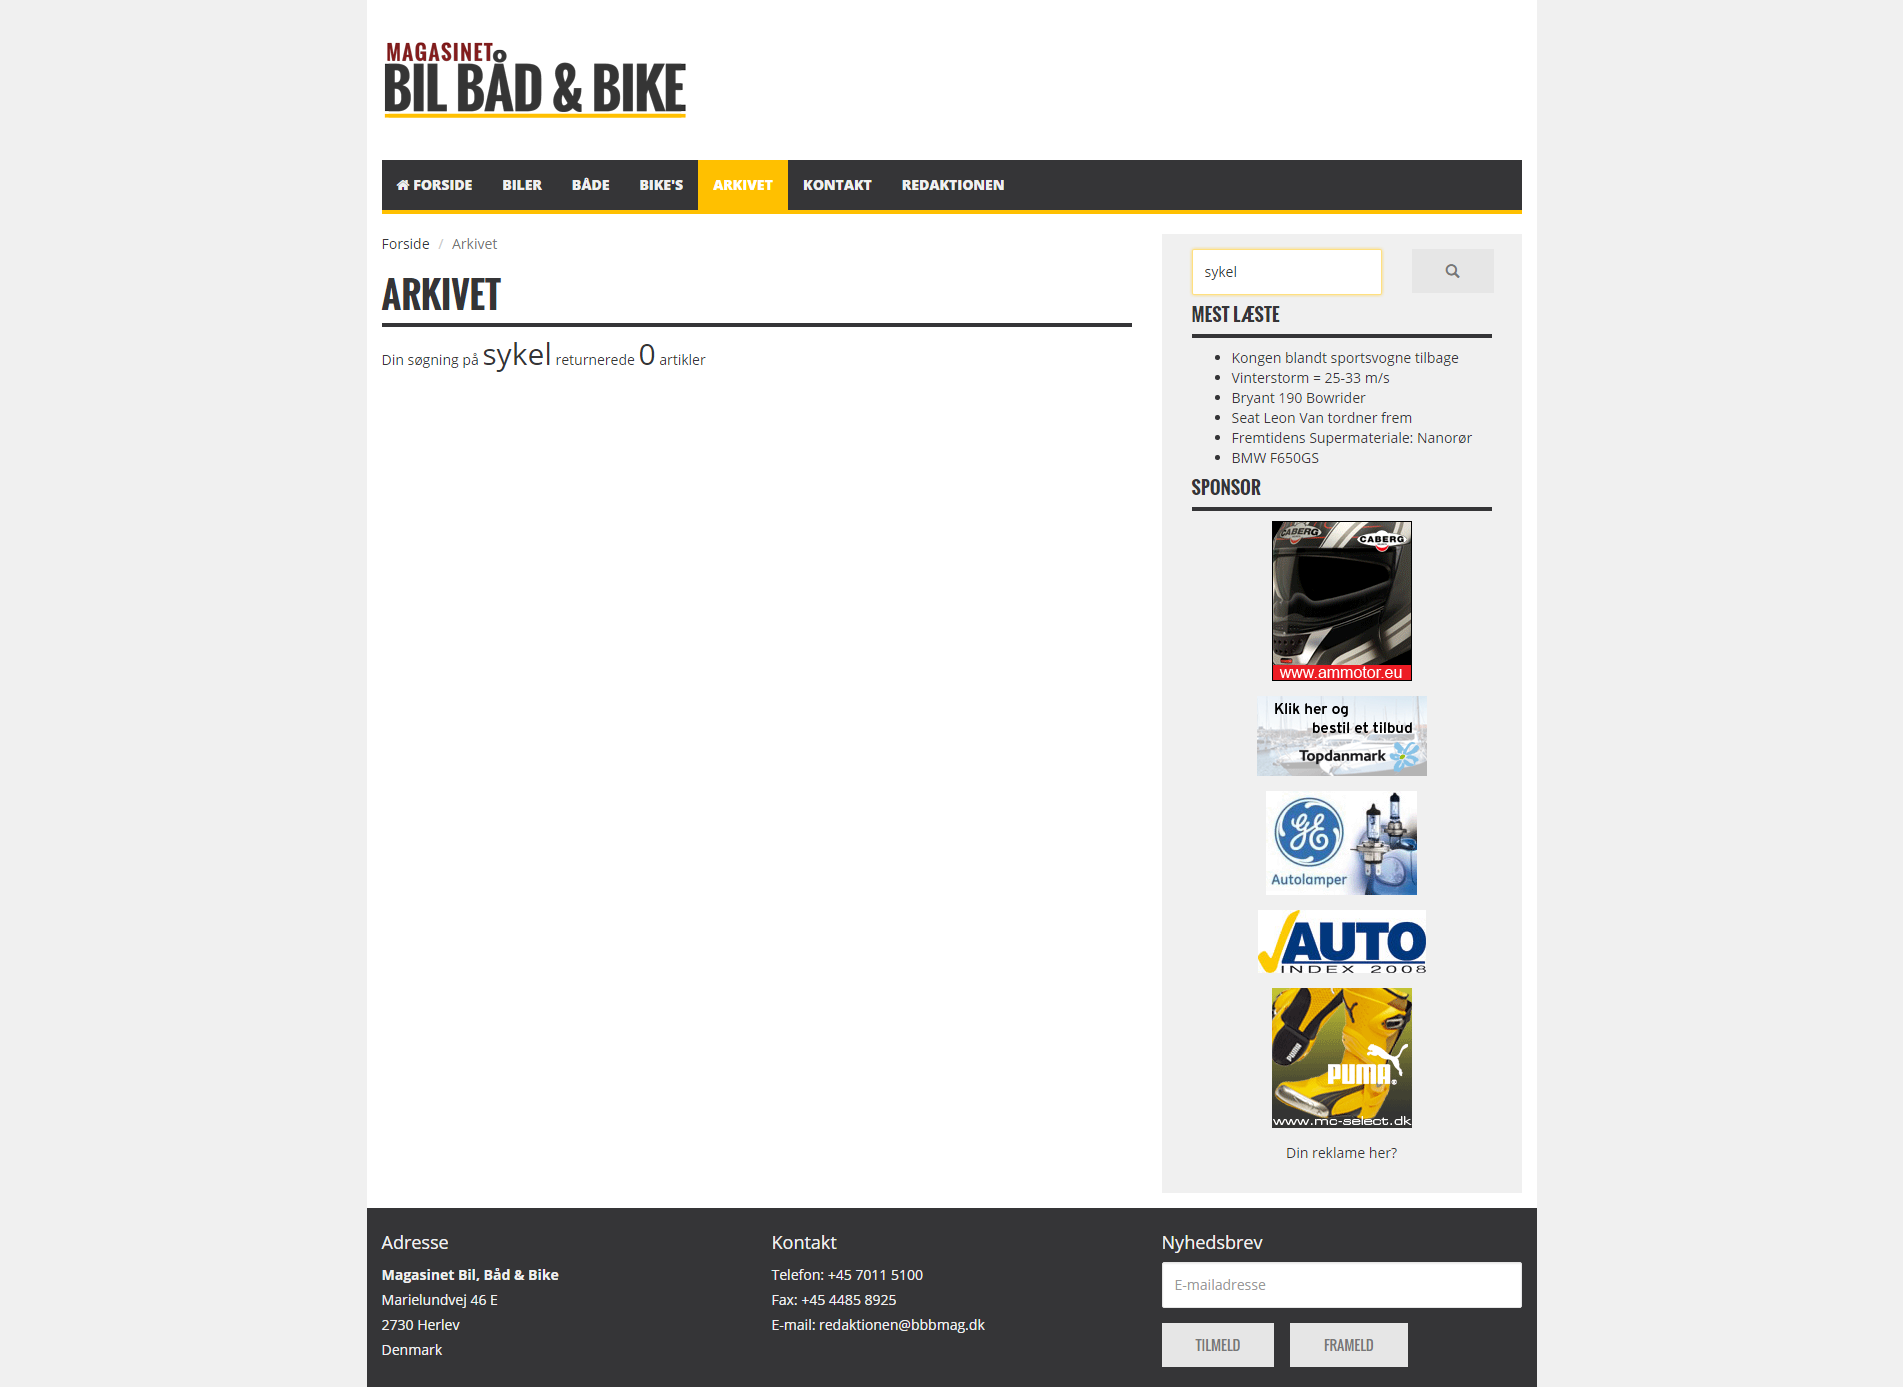 MAGASINET
BIL BÅD & BIKE
FORSIDE BILER BÅDE BIKE'S ARKIVET KONTAKT REDAKTIONEN
Forside / Arkivet
ARKIVET
Din søgning på sykel returnerede 0 artikler
sykel
MEST LÆSTE
Kongen blandt sportsvogne tilbage
Vinterstorm = 25-33 m/s
Bryant 190 Bowrider
Seat Leon Van tordner frem
Fremtidens Supermateriale: Nanorør
BMW F650GS
SPONSOR
CABERG
CABERG
www.ammotor.eu
Klik her og
bestil et tilbud
Topdanmark
GE
Autolamper
AUTO
INDEX 2008
PUMA
PUMA®
www.mc-select.dk
Din reklame her?
Adresse
Magasinet Bil, Båd & Bike
Marielundvej 46 E
2730 Herlev
Denmark
Kontakt
Telefon: +45 7011 5100
Fax: +45 4485 8925
E-mail: redaktionen@bbbmag.dk
Nyhedsbrev
E-mailadresse
TILMELD FRAMELD